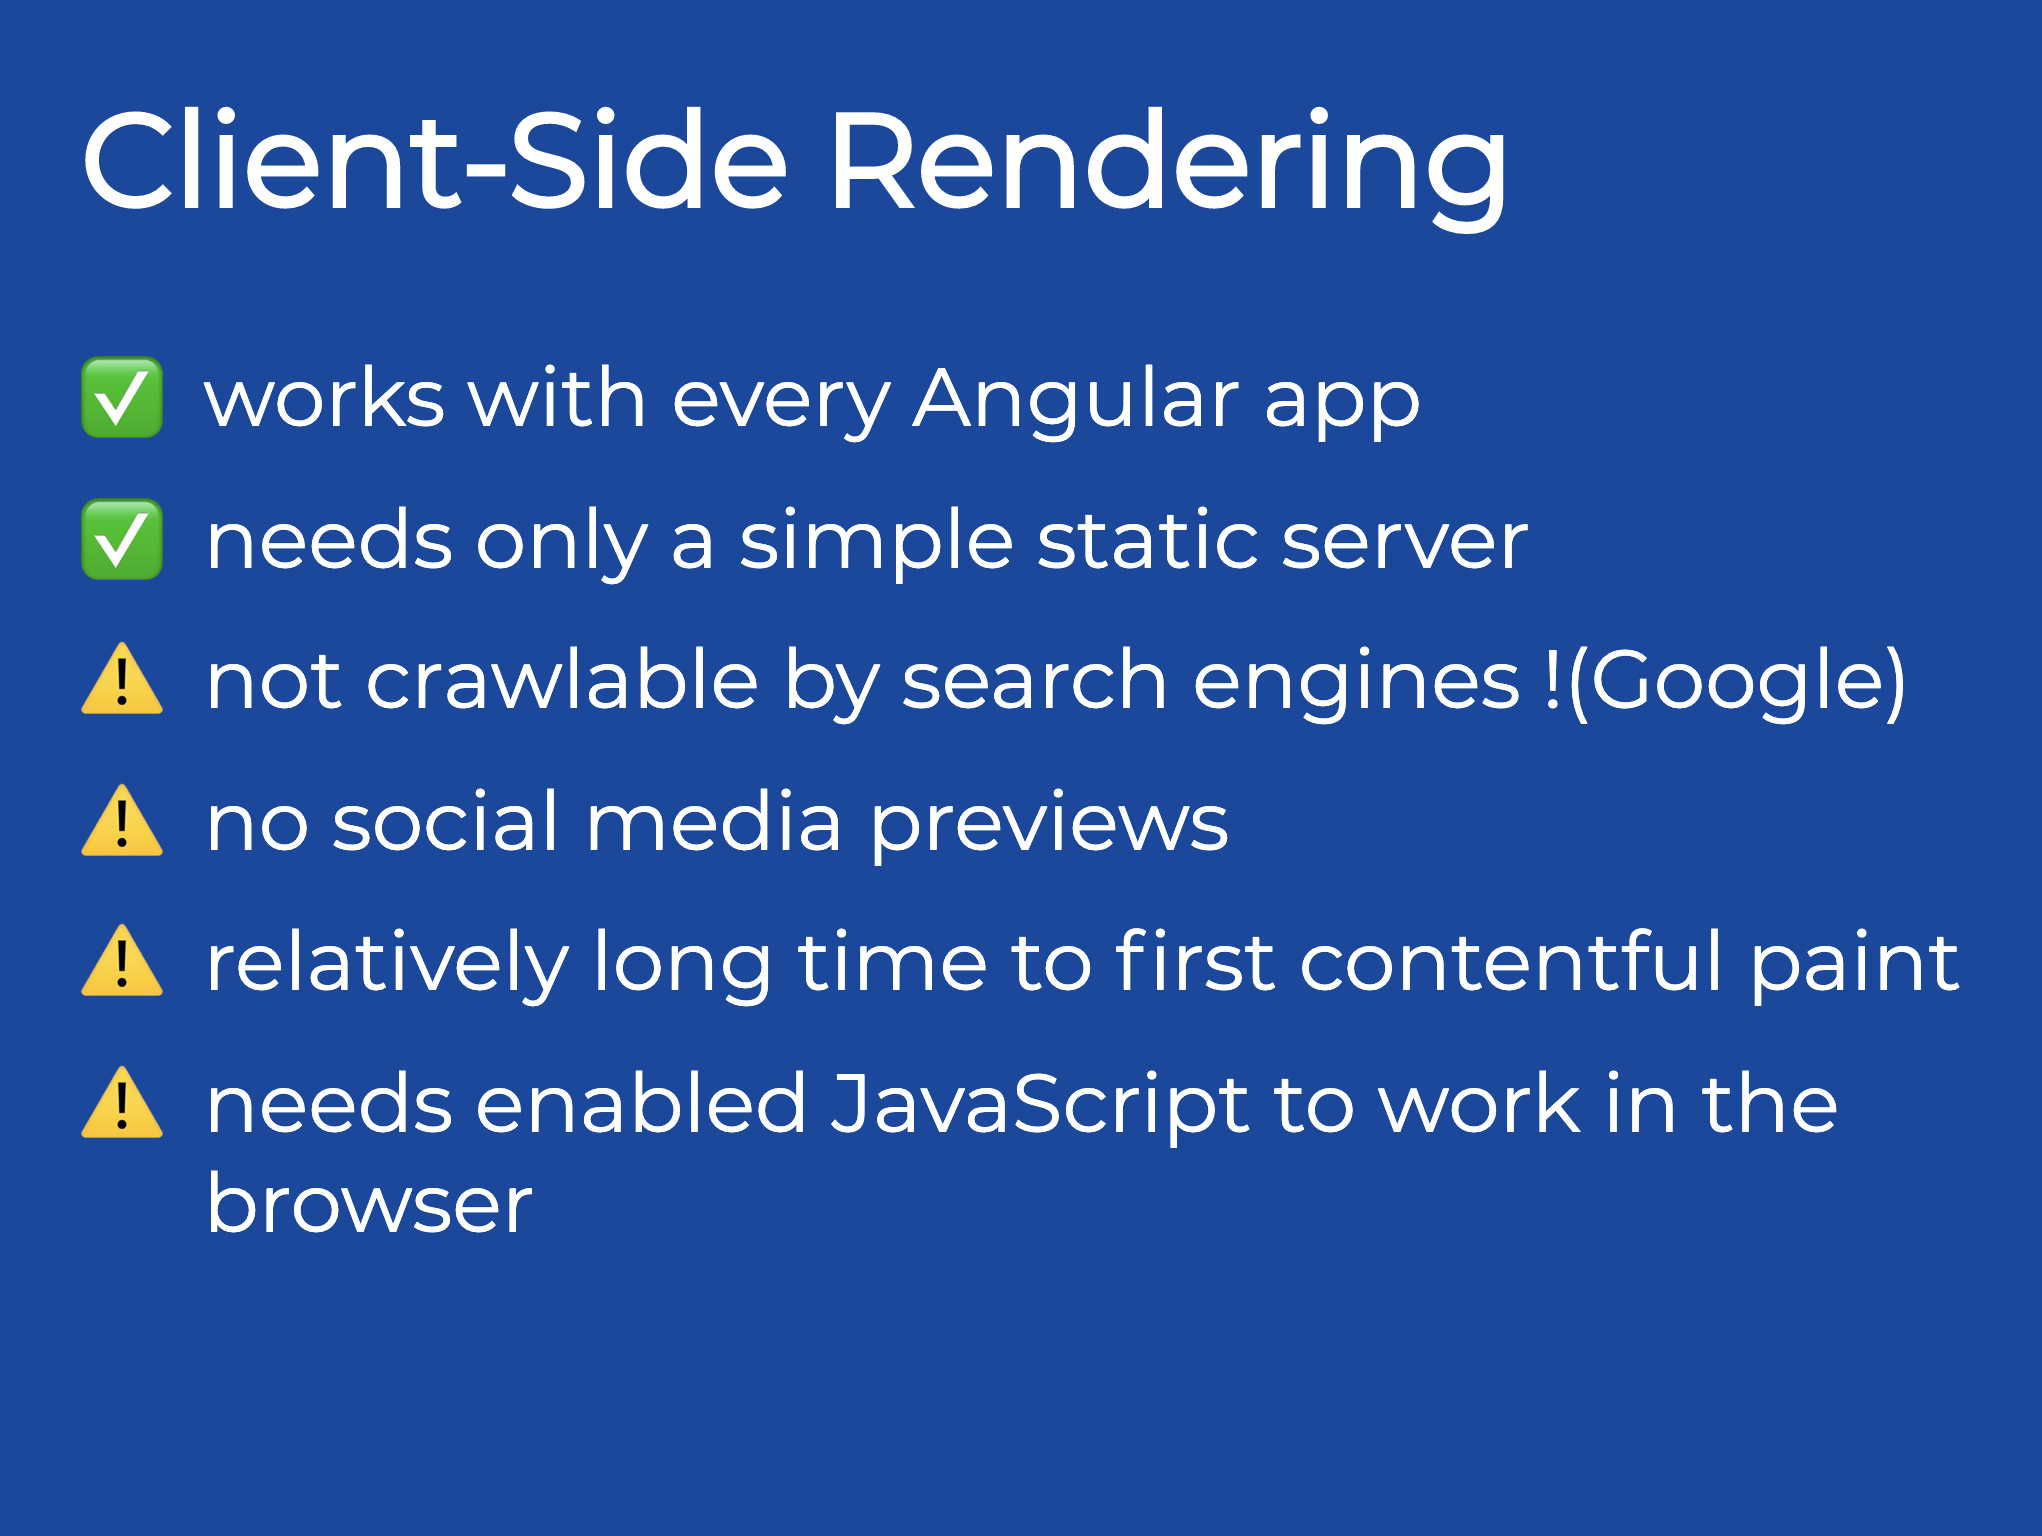 Client-Side Rendering
✅ works with every Angular app
✅ needs only a simple static server
⚠️ not crawlable by search engines !(Google)
⚠️ no social media previews
⚠️ relatively long time to first contentful paint
⚠️ needs enabled JavaScript to work in the
browser